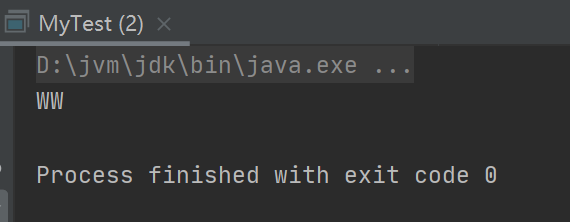 MyTest (2)
D:\jvm\jdk\bin\java.exe ...
WW
Process finished with exit code 0